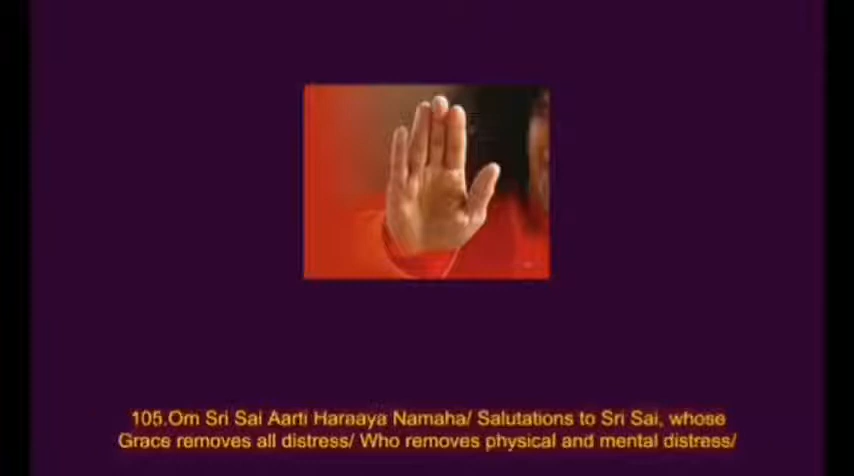 105.Om Sri Sai Aarti Haraaya Namaha/ Salutations to Sri Sai, whose
Grace removes all distress/ Who removes physical and mental distress/